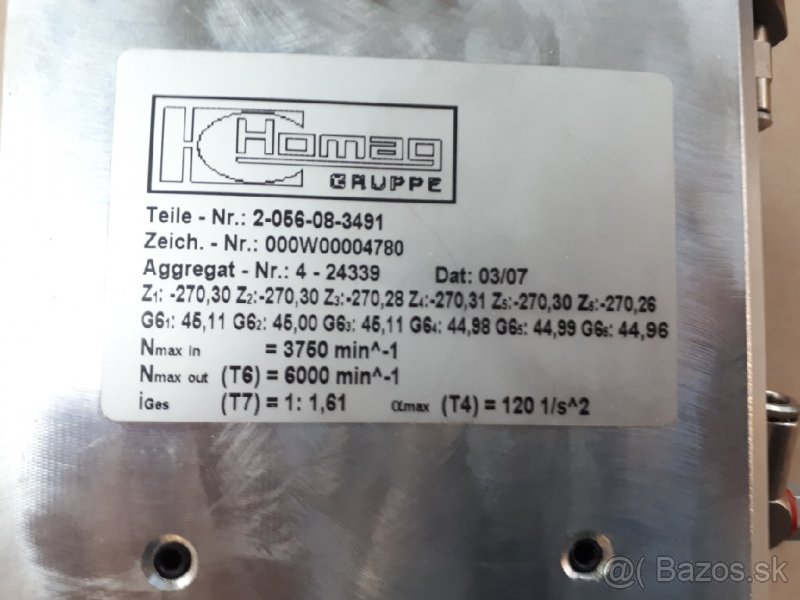 Homag
GRUPPE
Teile - Nr.: 2-056-08-3491
Zeich. - Nr.: 000W00004780
Aggregat - Nr.: 4 - 24339 Dat: 03/07
Z1: -270,30 Z2:-270,30 Z3:-270,28 Z4:-270,31 Z5:-270,30 Z6:-270,26
G61: 45,11 G62: 45,00 G63: 45,11 G64: 44,98 G65: 44,99 G66: 44,96
Nmax in = 3750 min^-1
Nmax out (T6) = 6000 min^-1
iGes (T7) = 1: 1,61 αmax (T4) = 120 1/s^2
@( Bazos.sk